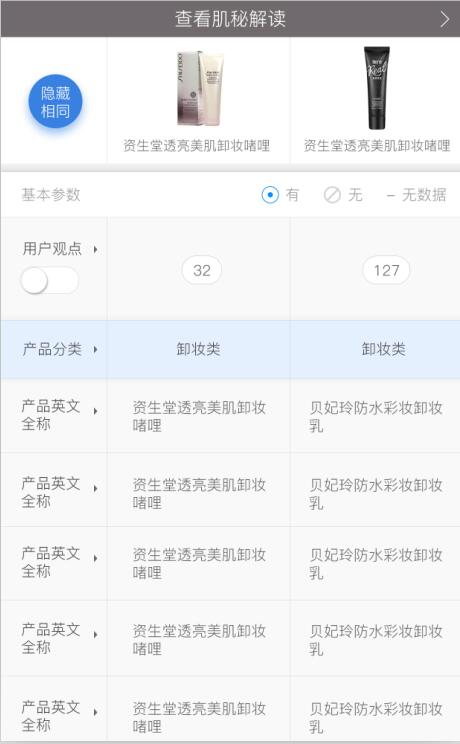 查看肌秘解读
隐藏
相同
SHISEIDO
Real
资生堂透亮美肌卸妆啫哩
资生堂透亮美肌卸妆啫哩
基本参数 有 无 - 无数据
用户观点 32 127
产品分类 卸妆类 卸妆类
产品英文
全称
资生堂透亮美肌卸妆
啫哩
贝妃玲防水彩妆卸妆
乳
产品英文
全称
资生堂透亮美肌卸妆
啫哩
贝妃玲防水彩妆卸妆
乳
产品英文
全称
资生堂透亮美肌卸妆
啫哩
贝妃玲防水彩妆卸妆
乳
产品英文
全称
资生堂透亮美肌卸妆
啫哩
贝妃玲防水彩妆卸妆
乳
产品英文
全称
资生堂透亮美肌卸妆
啫哩
贝妃玲防水彩妆卸妆
乳